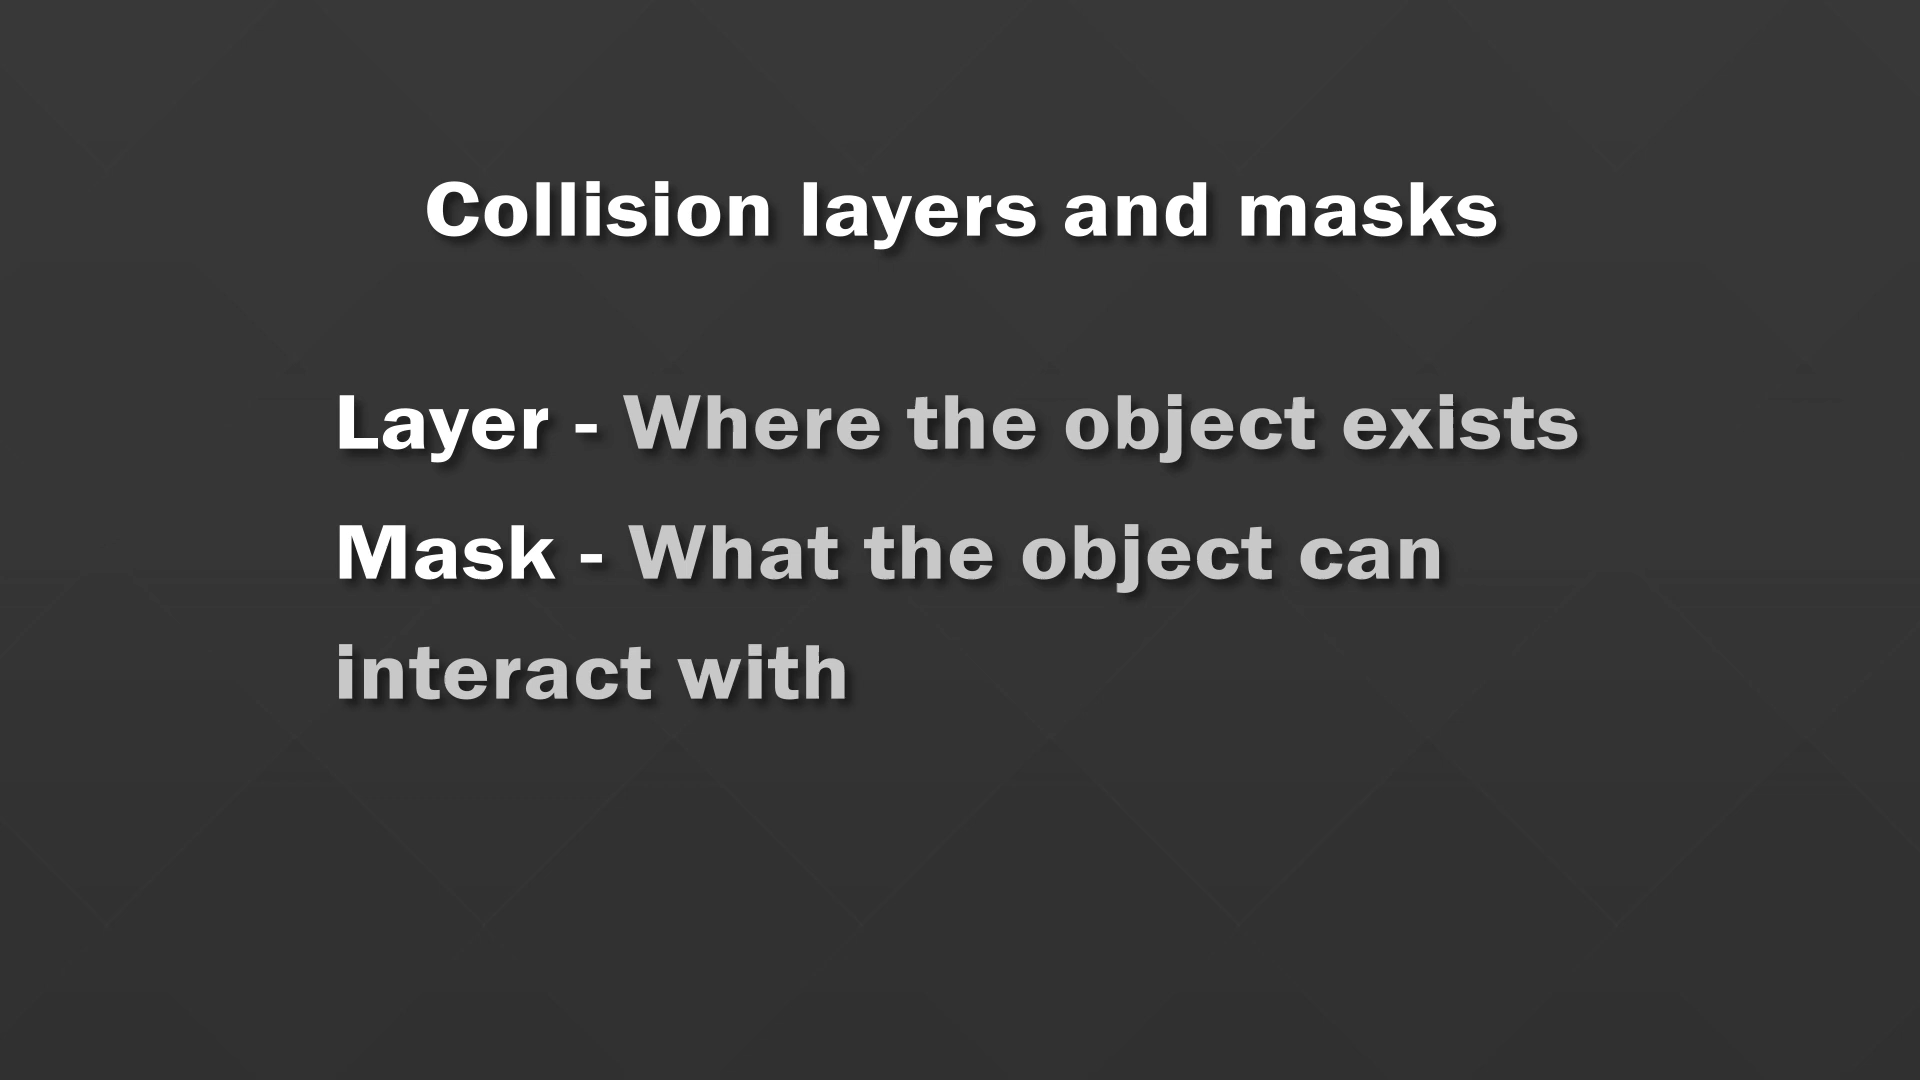 Collision layers and masks
Layer - Where the object exists
Mask - What the object can
interact with